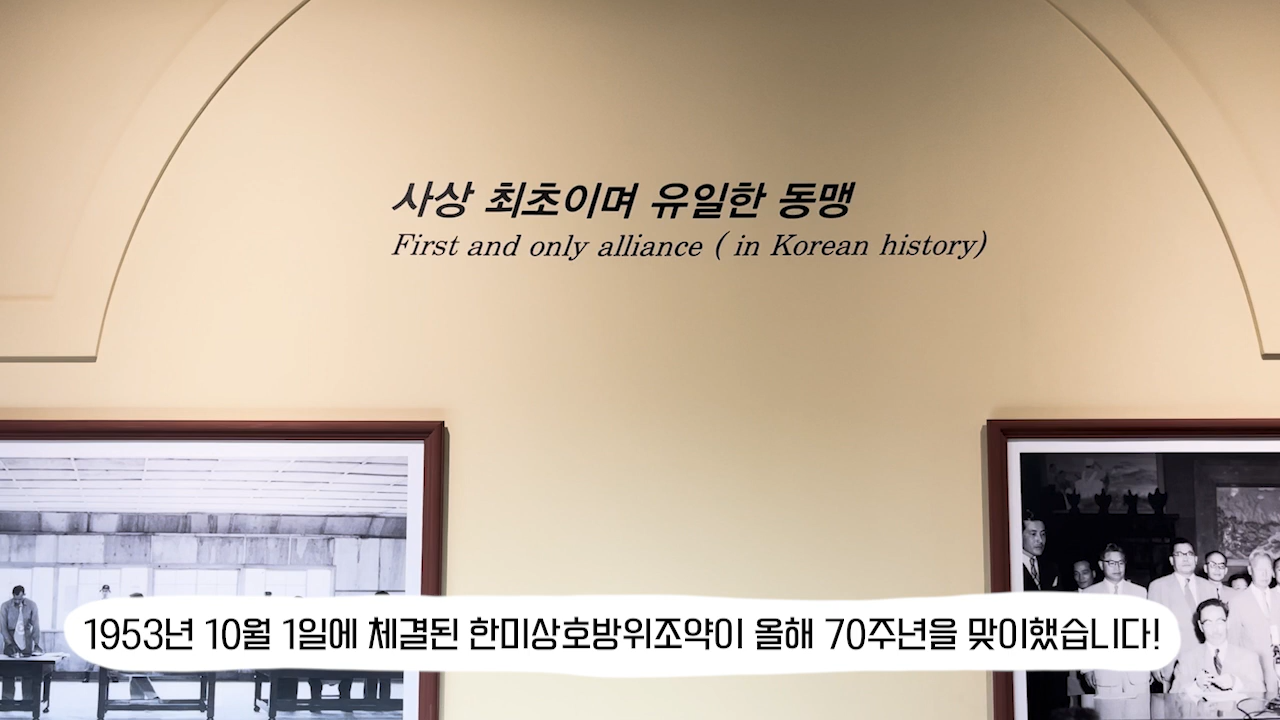 사상 최초이며 유일한 동맹
First and only alliance ( in Korean history)
1953년 10월 1일에 체결된 한미상호방위조약이 올해 70주년을 맞이했습니다!